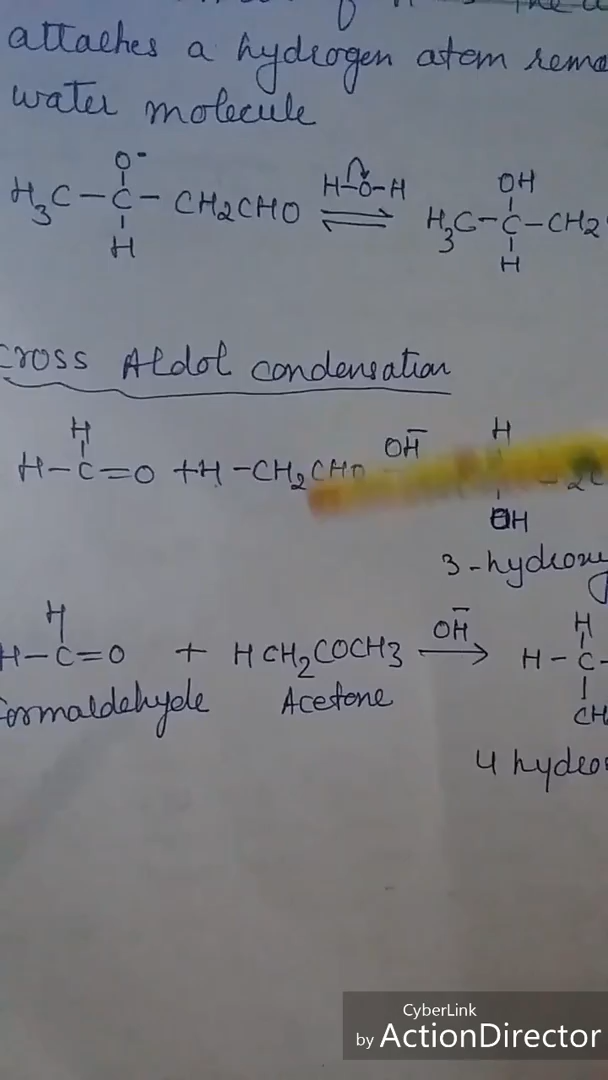 attaches a hydrogen atom
water molecule
O⁻ H-O-H OH
H₃C-C-CH₂CHO ⇌ H₃C-C-CH2
H H
Cross Aldol condensation
H OH⁻ H
H-C=O + H-CH₂CHO
OH
3-hydroxy
H OH⁻ H
H-C=O + HCH₂COCH3 → H-C-
Formaldehyde Acetone CH
4 hydro
CyberLink
by ActionDirector